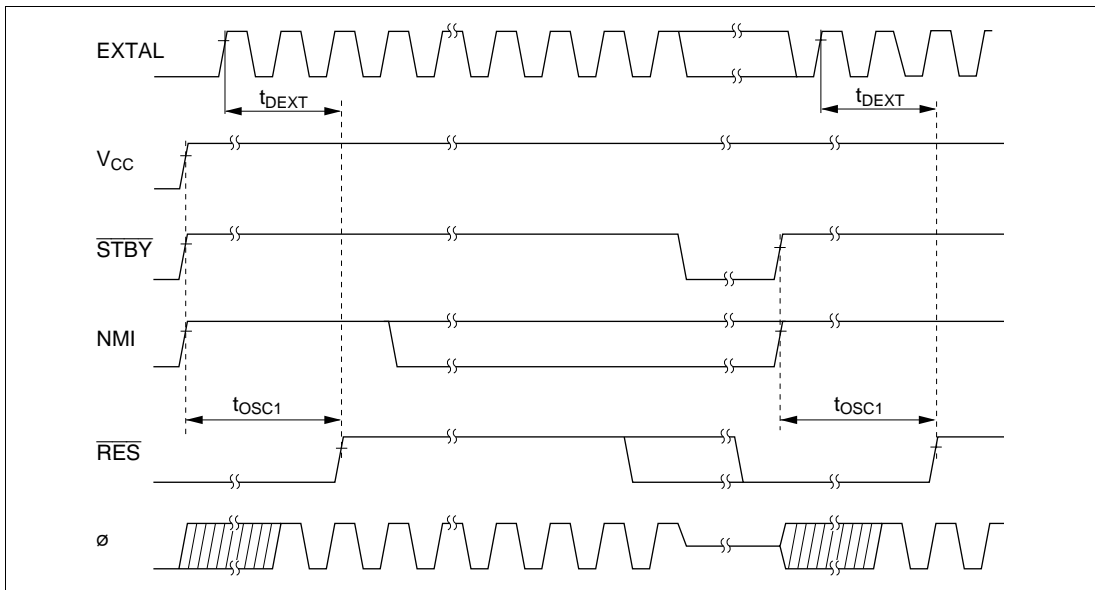 EXTAL
tDEXT
tDEXT
VCC
STBY
NMI
tOSC1
tOSC1
RES
ø